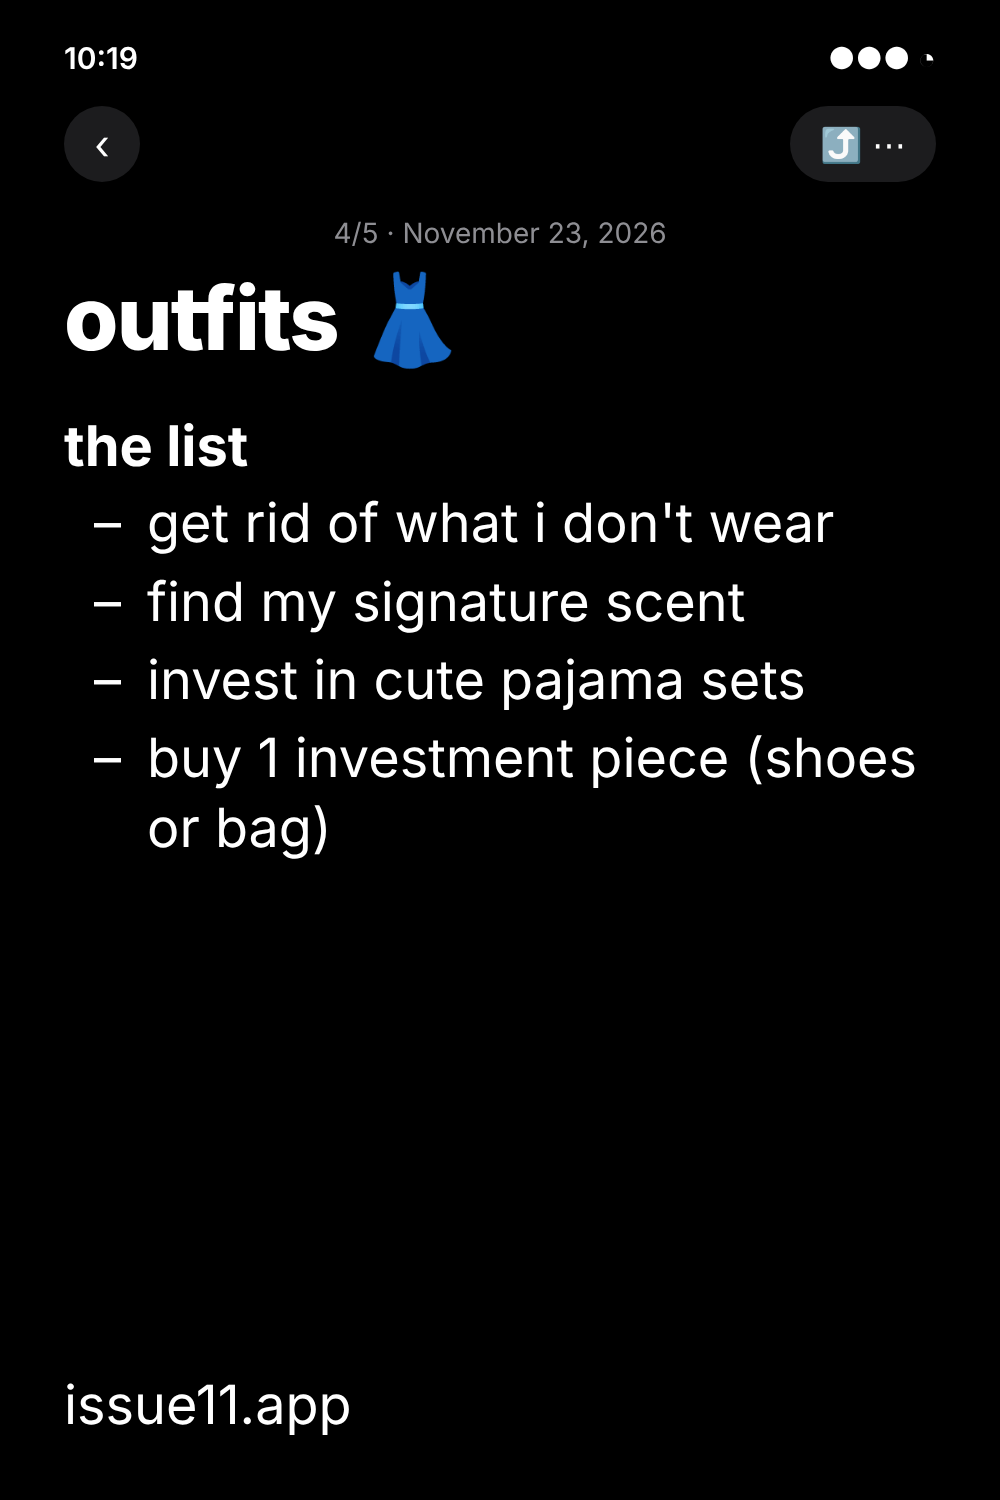 10:19
‹
⤴️ ···
4/5 · November 23, 2026
outfits 👗
the list
– get rid of what i don't wear
– find my signature scent
– invest in cute pajama sets
– buy 1 investment piece (shoes
or bag)
issue11.app